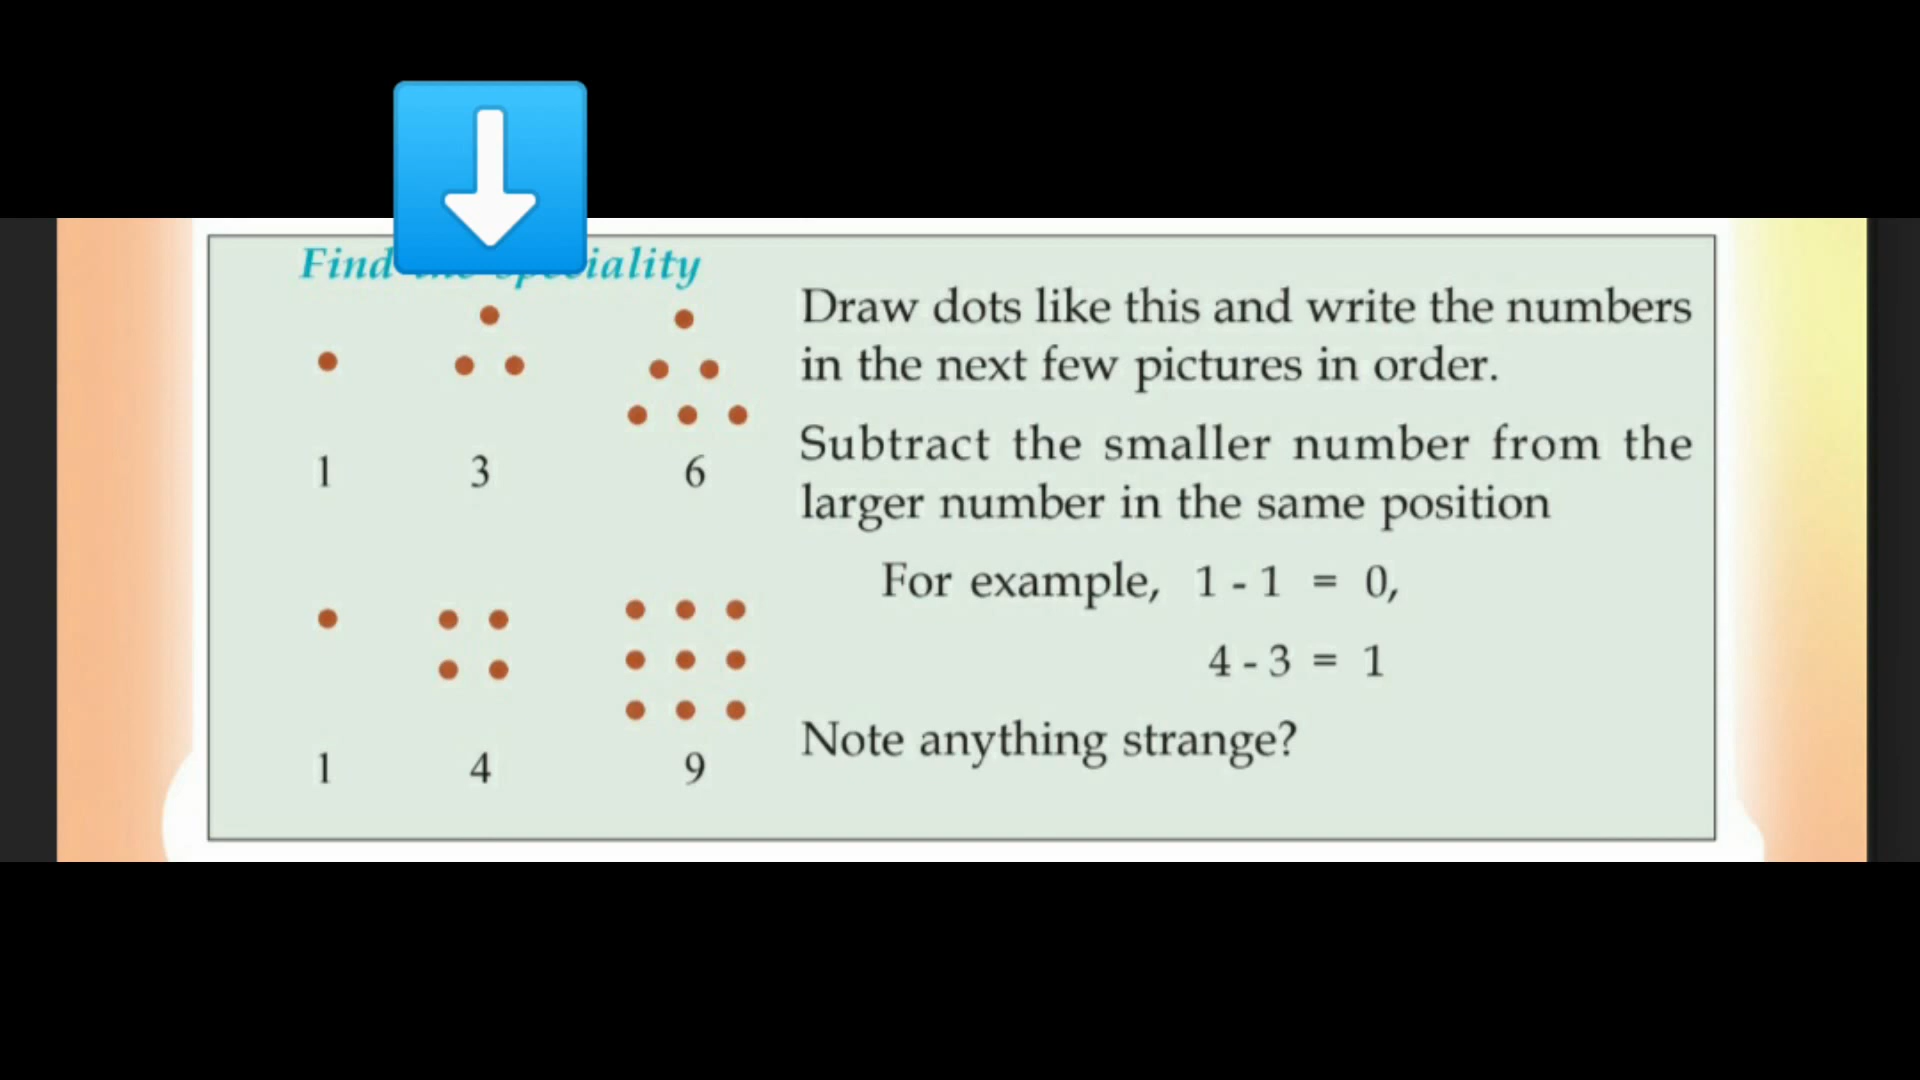 Find the speciality
1 3 6
1 4 9
Draw dots like this and write the numbers
in the next few pictures in order.
Subtract the smaller number from the
larger number in the same position
For example, 1 - 1 = 0,
4 - 3 = 1
Note anything strange?